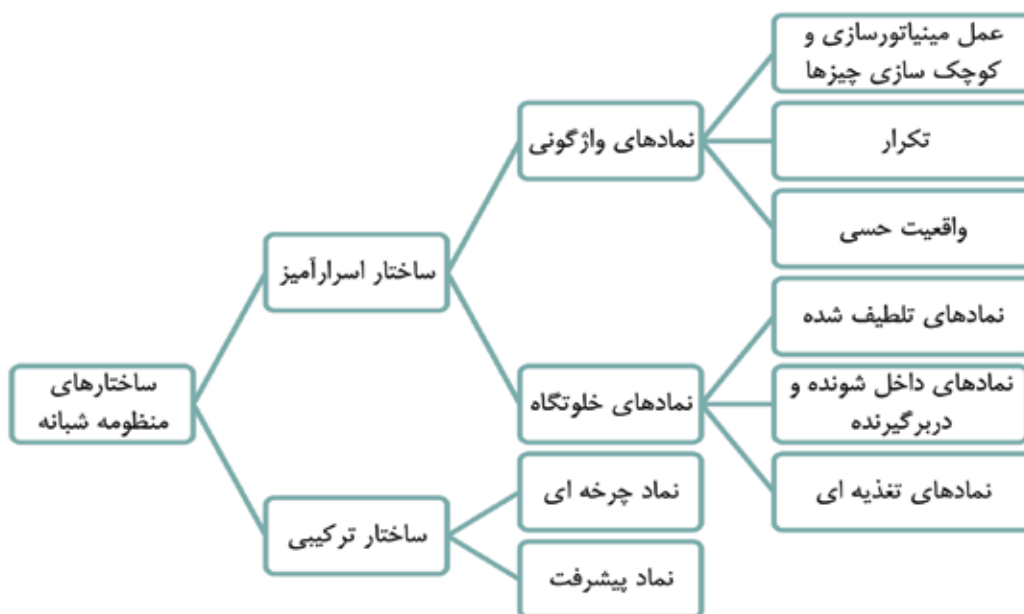 ساختارهای
منظومه شبانه
ساختار اسرارآمیز
نمادهای واژگونی
عمل مینیاتورسازی و
کوچک سازی چیزها
تکرار
واقعیت حسی
نمادهای خلوتگاه
نمادهای تلطیف شده
نمادهای داخل شونده و
دربرگیرنده
نمادهای تغذیه ای
ساختار ترکیبی
نماد چرخه ای
نماد پیشرفت